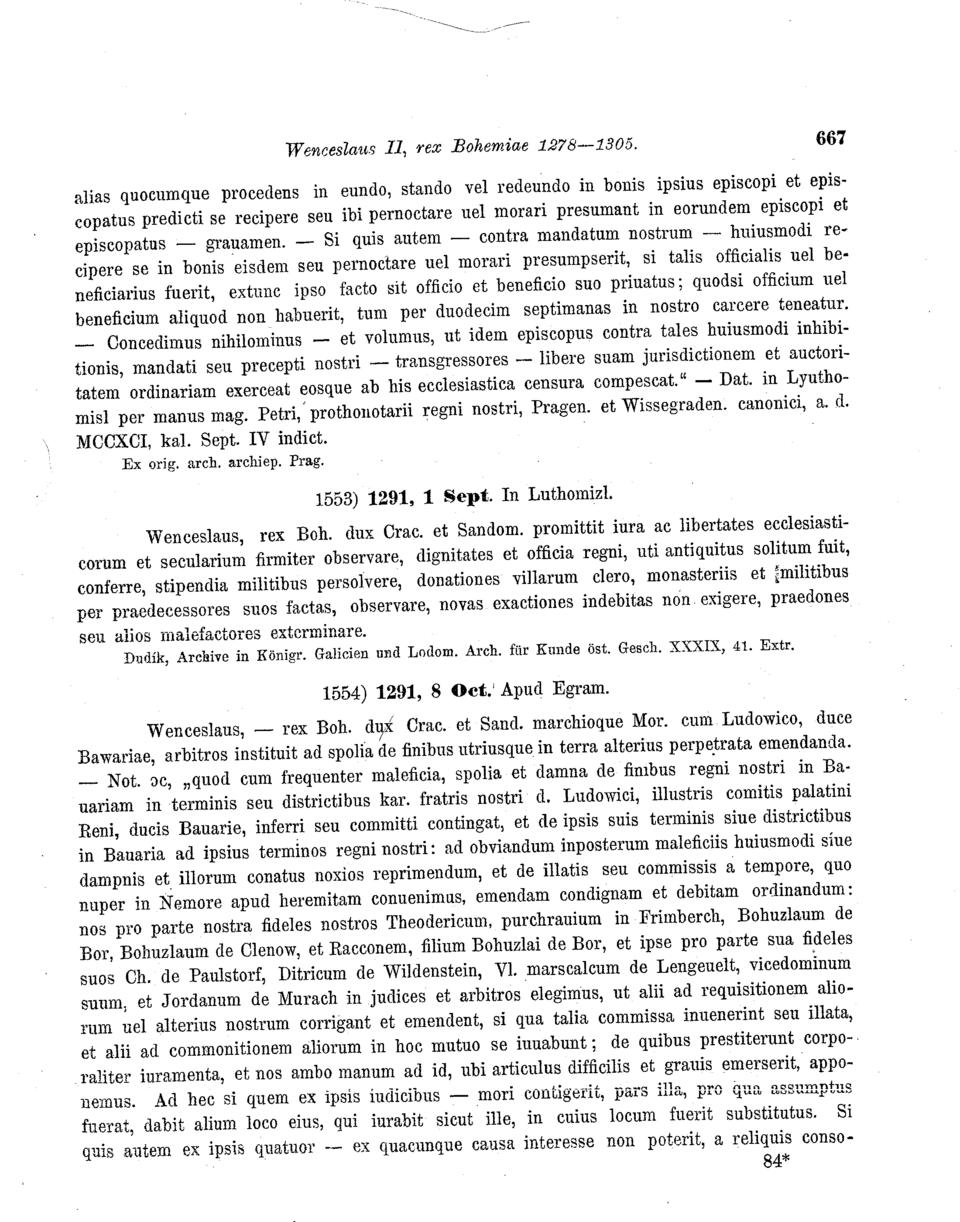 Wenceslaus II, rex Bohemiae 1278—1305.
667
alias quocumque procedens in eundo, stando vel redeundo in bonis ipsius episcopi et epis-
copatus predicti se recipere seu ibi pernoctare uel morari presumant in eorundem episcopi et
episcopatus — grauamen. — Si quis autem — contra mandatum nostrum — huiusmodi re-
cipere se in bonis eisdem seu pernoctare uel morari presumpserit, si talis officialis uel be-
neficiarius fuerit, extunc ipso facto sit officio et beneficio suo priuatus; quodsi officium uel
beneficium aliquod non habuerit, tum per duodecim septimanas in nostro carcere teneatur.
— Concedimus nihilominus — et volumus, ut idem episcopus contra tales huiusmodi inhibi-
tionis, mandati seu precepti nostri — transgressores — libere suam jurisdictionem et auctori-
tatem ordinariam exerceat eosque ab his ecclesiastica censura compescat.“ — Dat. in Lyutho-
misl per manus mag. Petri, prothonotarii regni nostri, Pragen. et Wissegraden. canonici, a. d.
MCCXCI, kal. Sept. IV indict.
Ex orig. arch. archiep. Prag.
1553) 1291, 1 Sept. In Luthomizl.
Wenceslaus, rex Boh. dux Crac. et Sandom. promittit iura ac libertates ecclesiasti-
corum et secularium firmiter observare, dignitates et officia regni, uti antiquitus solitum fuit,
conferre, stipendia militibus persolvere, donationes villarum clero, monasteriis et militibus
per praedecessores suos factas, observare, novas exactiones indebitas non exigere, praedones
seu alios malefactores exterminare.
Dudík, Archive in Königr. Galicien und Lodom. Arch. für Kunde öst. Gesch. XXXIX, 41. Extr.
1554) 1291, 8 Oct. Apud Egram.
Wenceslaus, — rex Boh. dux Crac. et Sand. marchioque Mor. cum Ludowico, duce
Bawariae, arbitros instituit ad spolia de finibus utriusque in terra alterius perpetrata emendanda.
— Not. ɔc, „quod cum frequenter maleficia, spolia et damna de finibus regni nostri in Ba-
uariam in terminis seu districtibus kar. fratris nostri d. Ludowici, illustris comitis palatini
Reni, ducis Bauarie, inferri seu committi contingat, et de ipsis suis terminis siue districtibus
in Bauaria ad ipsius terminos regni nostri: ad obviandum inposterum maleficiis huiusmodi siue
dampnis et illorum conatus noxios reprimendum, et de illatis seu commissis a tempore, quo
nuper in Nemore apud heremitam conuenimus, emendam condignam et debitam ordinandum:
nos pro parte nostra fideles nostros Theodericum, purchrauium in Frimberch, Bohuzlaum de
Bor, Bohuzlaum de Clenow, et Racconem, filium Bohuzlai de Bor, et ipse pro parte sua fideles
suos Ch. de Paulstorf, Ditricum de Wildenstein, Vl. marscalcum de Lengeuelt, vicedominum
suum, et Jordanum de Murach in judices et arbitros elegimus, ut alii ad requisitionem alio-
rum uel alterius nostrum corrigant et emendent, si qua talia commissa inuenerint seu illata,
et alii ad commonitionem aliorum in hoc mutuo se iuuabunt; de quibus prestiterunt corpo-
raliter iuramenta, et nos ambo manum ad id, ubi articulus difficilis et grauis emerserit, appo-
nemus. Ad hec si quem ex ipsis iudicibus — mori contigerit, pars illa, pro qua assumptus
fuerat, dabit alium loco eius, qui iurabit sicut ille, in cuius locum fuerit substitutus. Si
quis autem ex ipsis quatuor — ex quacunque causa interesse non poterit, a reliquis conso-
84*